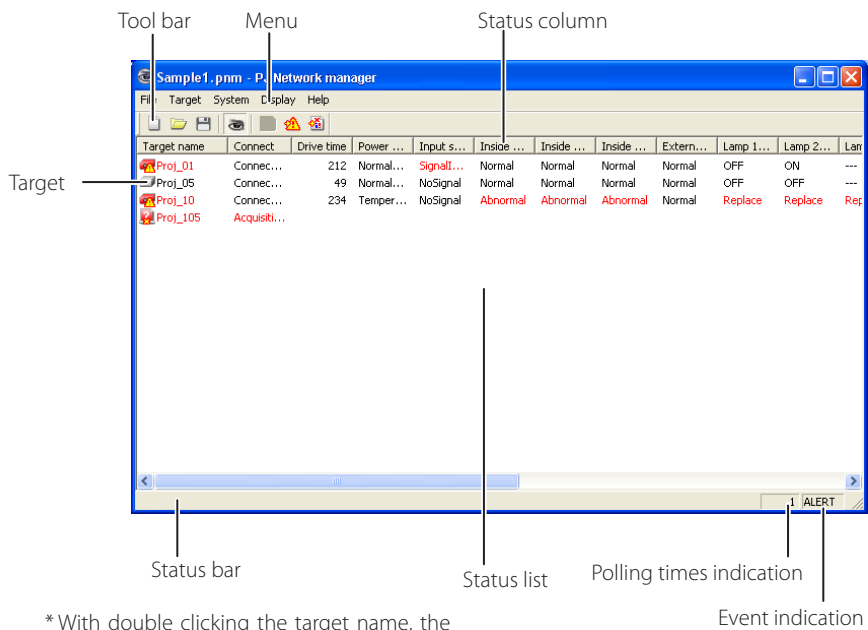 Tool bar Menu Status column
Sample1.pnm - PJ Network manager
File Target System Display Help
Target name Connect Drive time Power ... Input s... Inside ... Inside ... Inside ... Extern... Lamp 1... Lamp 2... Lam
Proj_01 Connec... 212 Normal... SignalI... Normal Normal Normal Normal OFF ON ---
Target
Proj_05 Connec... 49 Normal... NoSignal Normal Normal Normal Normal OFF OFF ---
Proj_10 Connec... 234 Temper... NoSignal Abnormal Abnormal Abnormal Normal Replace Replace Rep
Proj_105 Acquisiti...
1 ALERT
Status bar Status list Polling times indication
Event indication
* With double clicking the target name, the